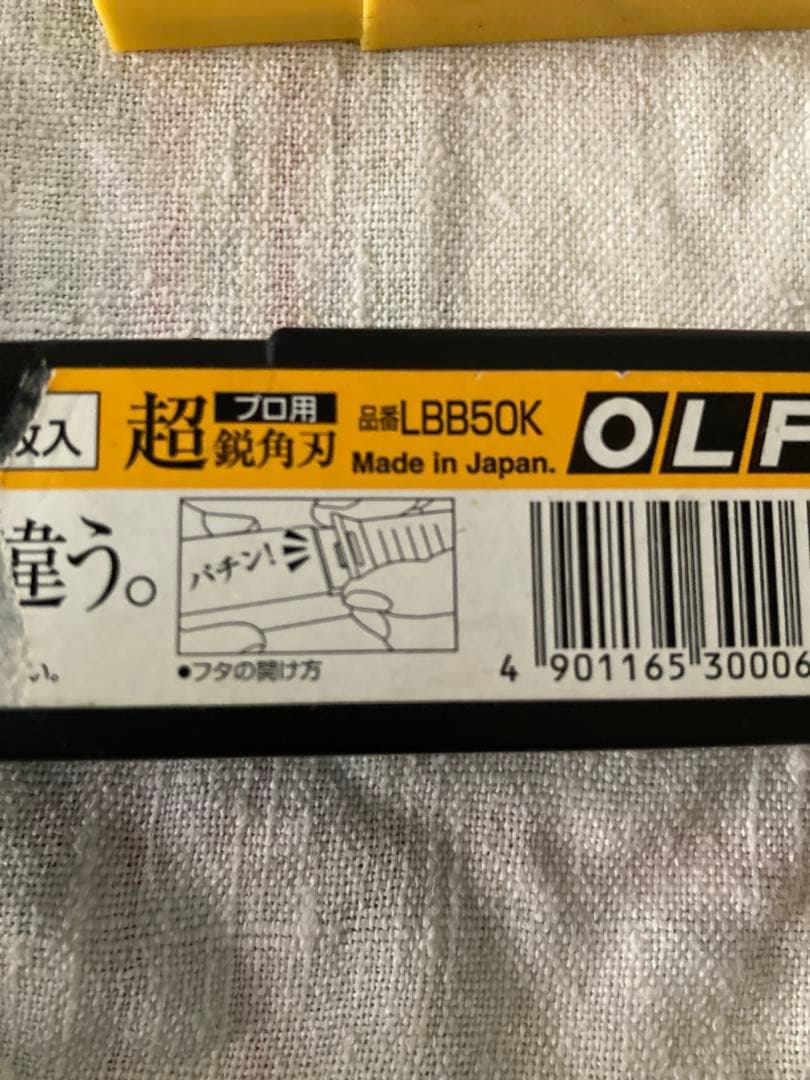 枚入
超 プロ用 鋭角刃
品番LBB50K
Made in Japan.
OLF
違う。
パチン!
い。
●フタの開け方
4 901165 30006